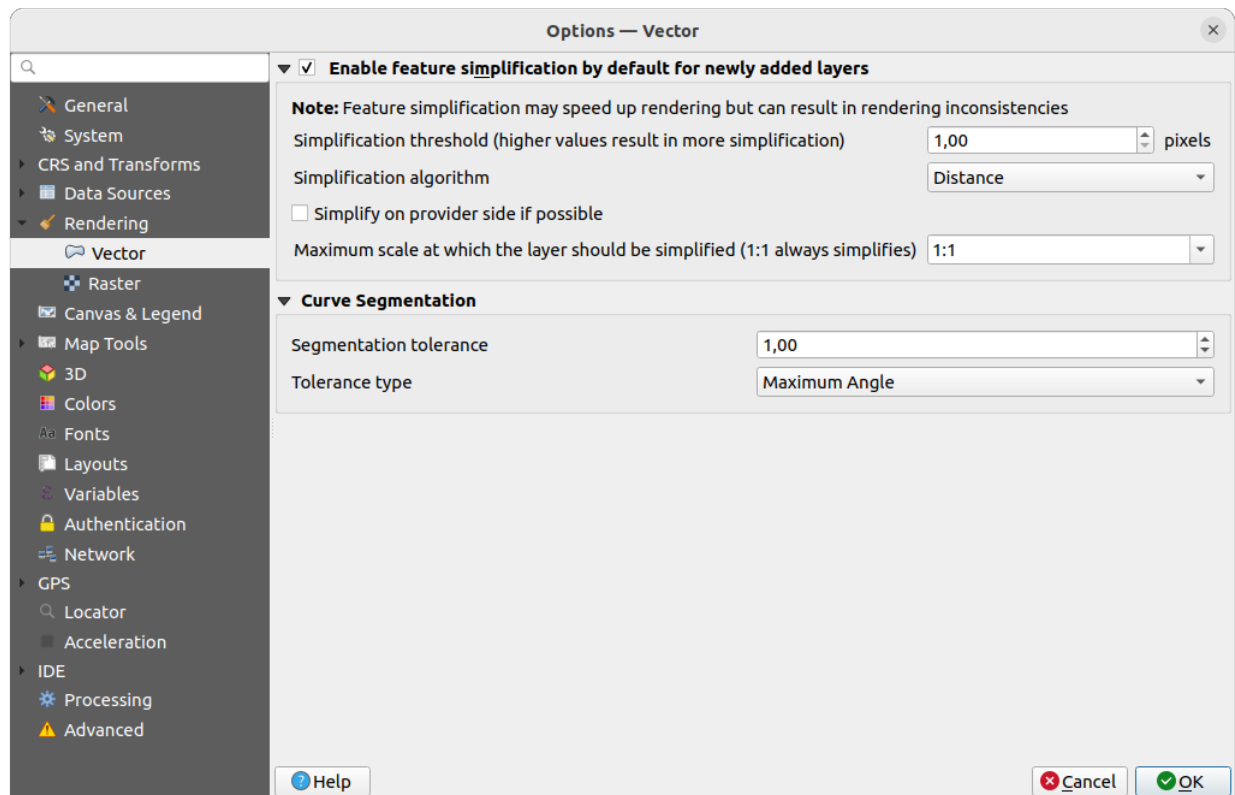 Options — Vector
General
System
CRS and Transforms
Data Sources
Rendering
Vector
Raster
Canvas & Legend
Map Tools
3D
Colors
Aa Fonts
Layouts
ε Variables
Authentication
Network
GPS
Locator
Acceleration
IDE
Processing
Advanced
Enable feature simplification by default for newly added layers
Note: Feature simplification may speed up rendering but can result in rendering inconsistencies
Simplification threshold (higher values result in more simplification) 1,00 pixels
Simplification algorithm Distance
Simplify on provider side if possible
Maximum scale at which the layer should be simplified (1:1 always simplifies) 1:1
Curve Segmentation
Segmentation tolerance 1,00
Tolerance type Maximum Angle
? Help Cancel OK